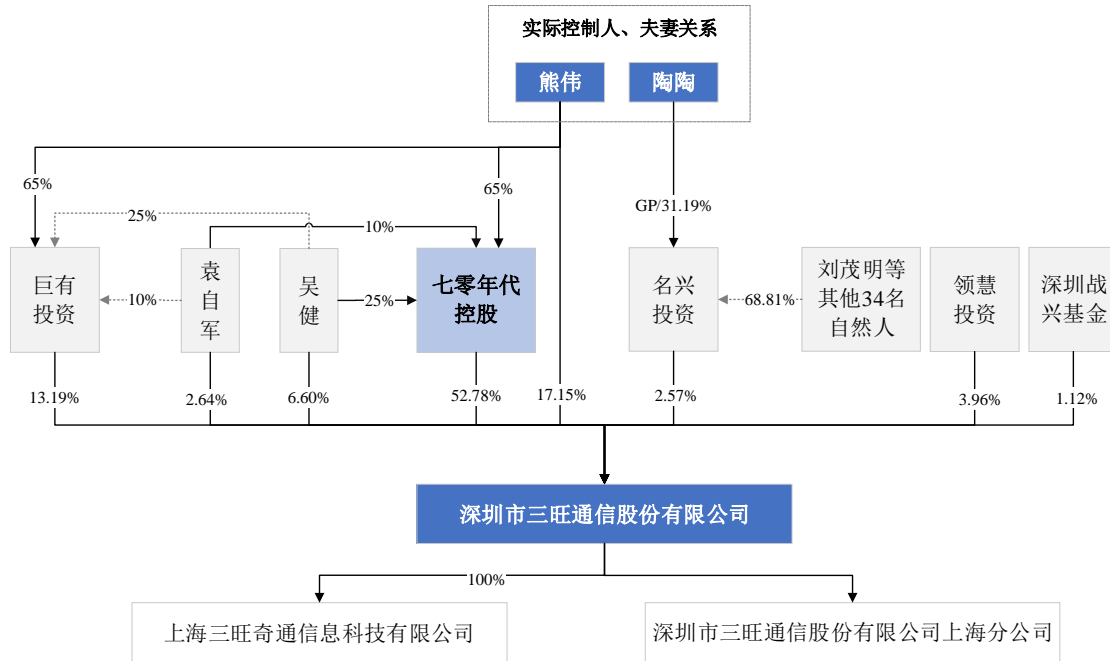 实际控制人、夫妻关系
熊伟
陶陶
65%
65%
GP/31.19%
25%
10%
巨有
投资
10%
袁
自
军
吴
健
25%
七零年代
控股
名兴
投资
68.81%
刘茂明等
其他34名
自然人
领慧
投资
深圳战
兴基金
13.19%
2.64%
6.60%
52.78%
17.15%
2.57%
3.96%
1.12%
深圳市三旺通信股份有限公司
100%
上海三旺奇通信息科技有限公司
深圳市三旺通信股份有限公司上海分公司